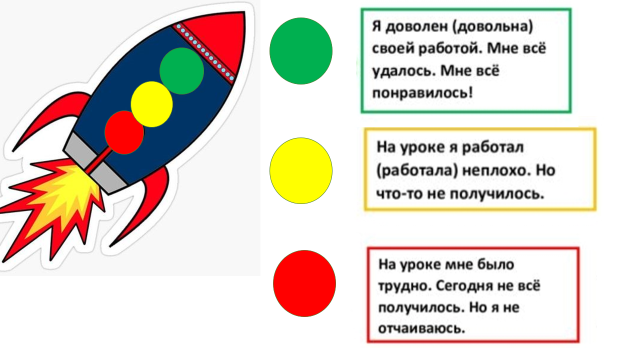 Я доволен (довольна)
своей работой. Мне всё
удалось. Мне всё
понравилось!
На уроке я работал
(работала) неплохо. Но
что-то не получилось.
На уроке мне было
трудно. Сегодня не всё
получилось. Но я не
отчаиваюсь.